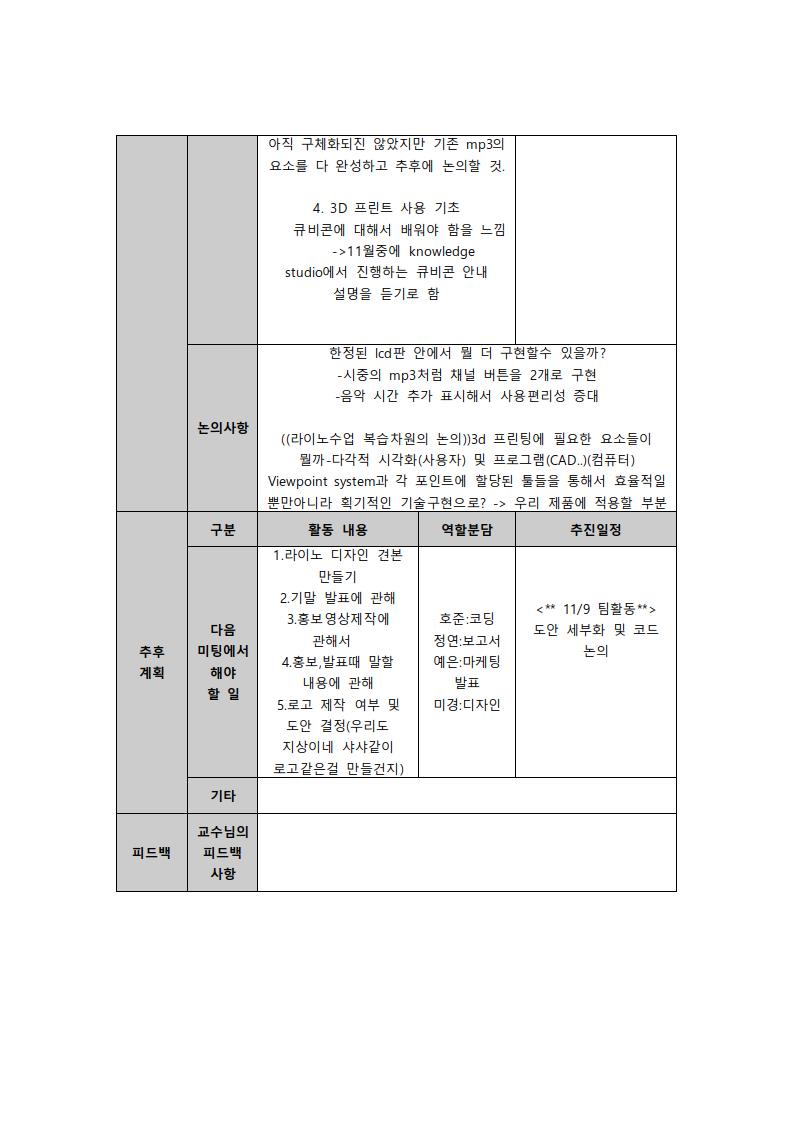 아직 구체화되진 않았지만 기존 mp3의
요소를 다 완성하고 추후에 논의할 것.
4. 3D 프린트 사용 기초
큐비콘에 대해서 배워야 함을 느낌
->11월중에 knowledge
studio에서 진행하는 큐비콘 안내
설명을 듣기로 함
논의사항
한정된 lcd판 안에서 뭘 더 구현할수 있을까?
-시중의 mp3처럼 채널 버튼을 2개로 구현
-음악 시간 추가 표시해서 사용편리성 증대
((라이노수업 복습차원의 논의))3d 프린팅에 필요한 요소들이
뭘까-다각적 시각화(사용자) 및 프로그램(CAD..)(컴퓨터)
Viewpoint system과 각 포인트에 할당된 툴들을 통해서 효율적일
뿐만아니라 획기적인 기술구현으로? -> 우리 제품에 적용할 부분
추후
계획
구분
활동 내용
역할분담
추진일정
다음
미팅에서
해야
할 일
1.라이노 디자인 견본
만들기
2.기말 발표에 관해
3.홍보영상제작에
관해서
4.홍보,발표때 말할
내용에 관해
5.로고 제작 여부 및
도안 결정(우리도
지상이네 샤샤같이
로고같은걸 만들건지)
호준:코딩
정연:보고서
예은:마케팅
발표
미경:디자인
<** 11/9 팀활동**>
도안 세부화 및 코드
논의
기타
피드백
교수님의
피드백
사항